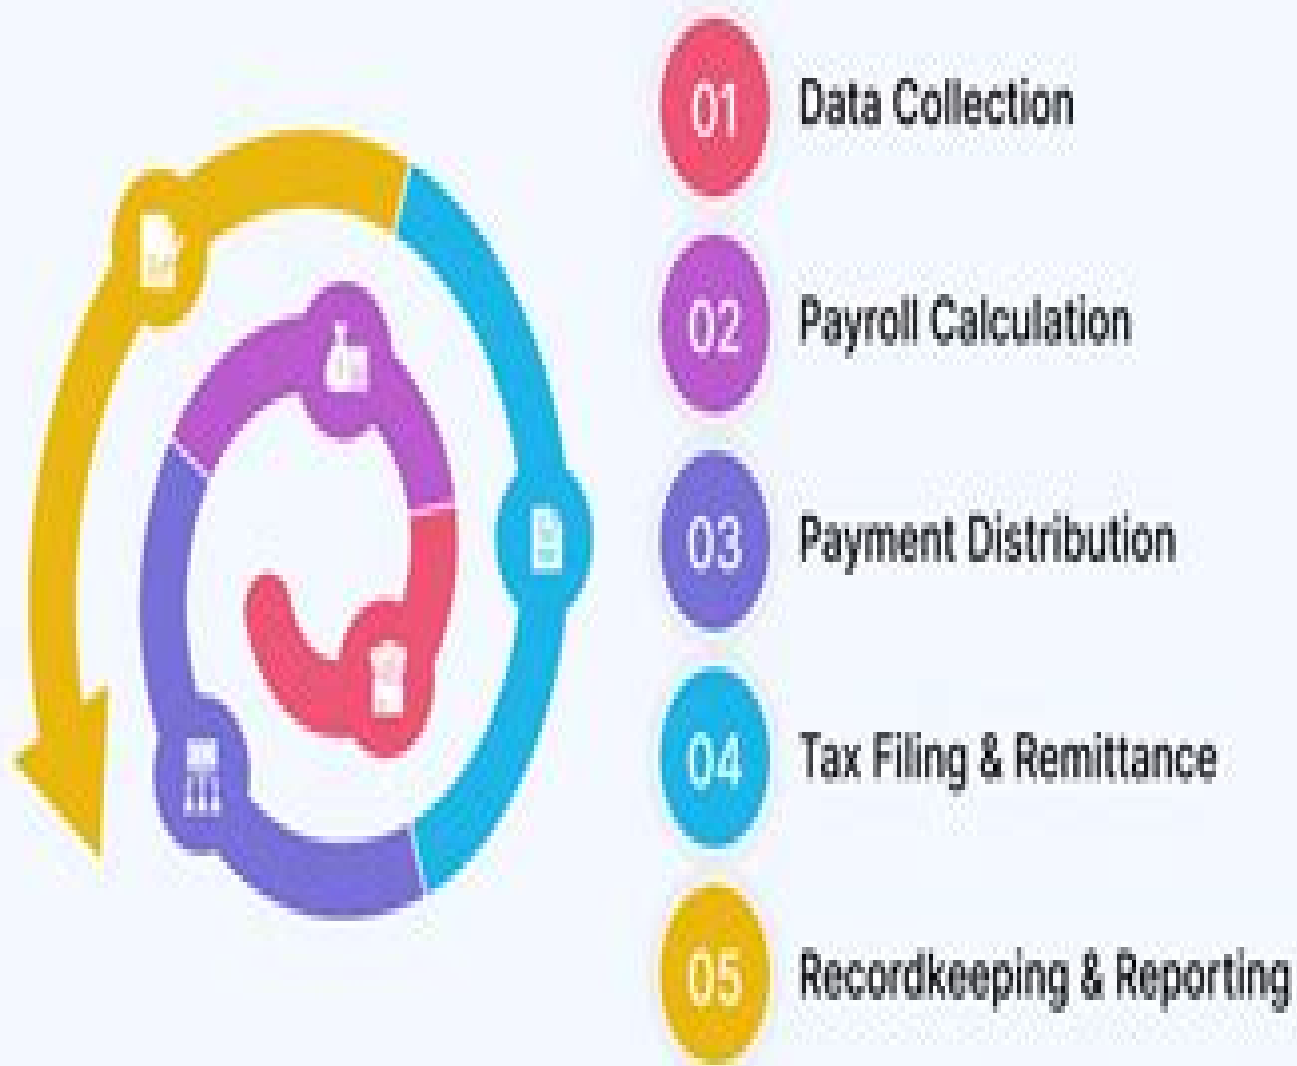 01 Data Collection
02 Payroll Calculation
03 Payment Distribution
04 Tax Filing & Remittance
05 Recordkeeping & Reporting